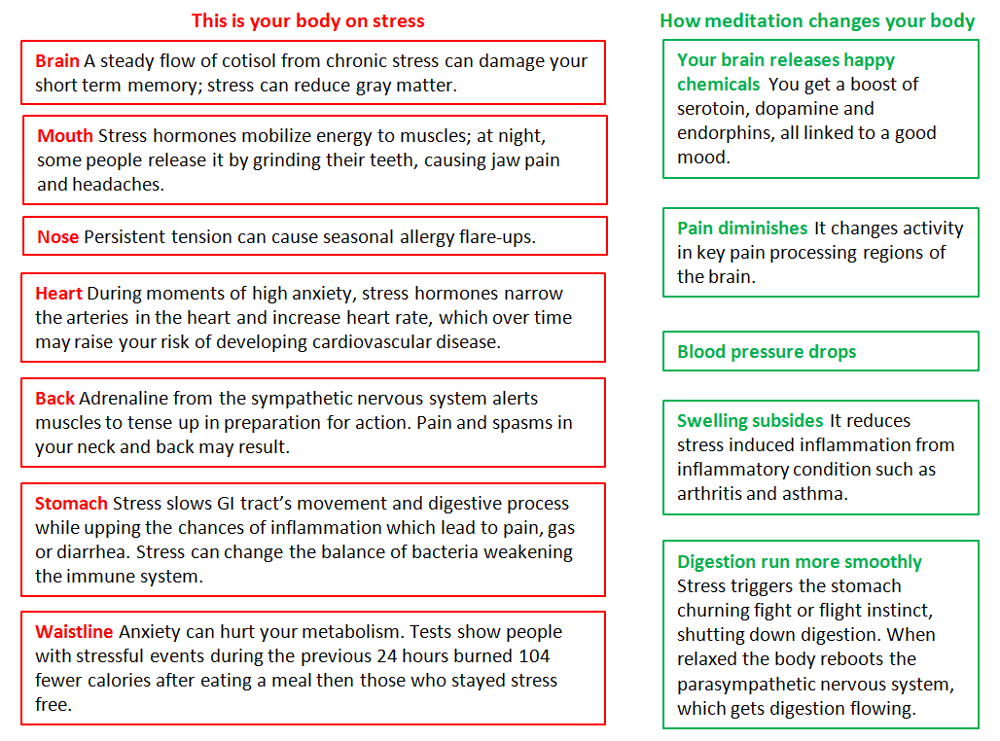 This is your body on stress
Brain A steady flow of cotisol from chronic stress can damage your
short term memory; stress can reduce gray matter.
Mouth Stress hormones mobilize energy to muscles; at night,
some people release it by grinding their teeth, causing jaw pain
and headaches.
Nose Persistent tension can cause seasonal allergy flare-ups.
Heart During moments of high anxiety, stress hormones narrow
the arteries in the heart and increase heart rate, which over time
may raise your risk of developing cardiovascular disease.
Back Adrenaline from the sympathetic nervous system alerts
muscles to tense up in preparation for action. Pain and spasms in
your neck and back may result.
Stomach Stress slows GI tract’s movement and digestive process
while upping the chances of inflammation which lead to pain, gas
or diarrhea. Stress can change the balance of bacteria weakening
the immune system.
Waistline Anxiety can hurt your metabolism. Tests show people
with stressful events during the previous 24 hours burned 104
fewer calories after eating a meal then those who stayed stress
free.
How meditation changes your body
Your brain releases happy
chemicals You get a boost of
serotoin, dopamine and
endorphins, all linked to a good
mood.
Pain diminishes It changes activity
in key pain processing regions of
the brain.
Blood pressure drops
Swelling subsides It reduces
stress induced inflammation from
inflammatory condition such as
arthritis and asthma.
Digestion run more smoothly
Stress triggers the stomach
churning fight or flight instinct,
shutting down digestion. When
relaxed the body reboots the
parasympathetic nervous system,
which gets digestion flowing.